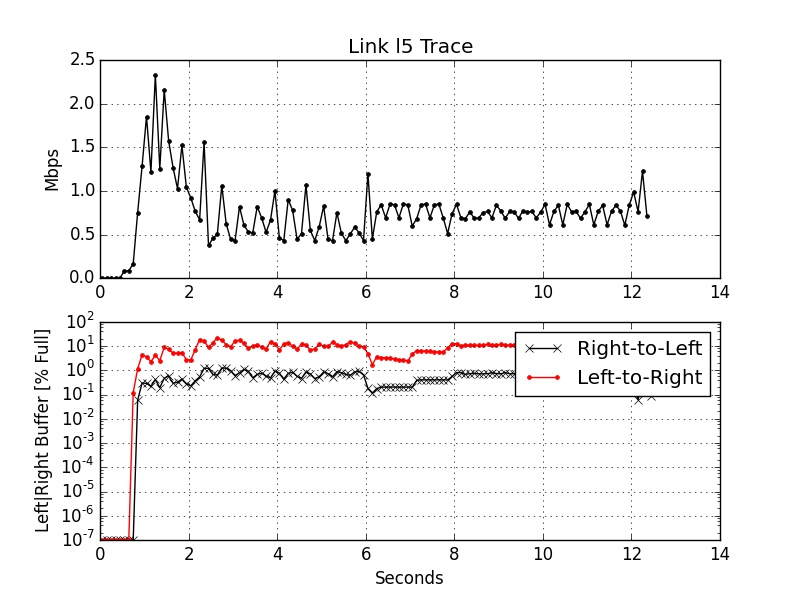 Link l5 Trace
2.5
2.0
1.5
1.0
0.5
0.0
Mbps
0 2 4 6 8 10 12 14
10^2
10^1
10^0
10^-1
10^-2
10^-3
10^-4
10^-5
10^-6
10^-7
Left|Right Buffer [% Full]
Right-to-Left
Left-to-Right
0 2 4 6 8 10 12 14
Seconds